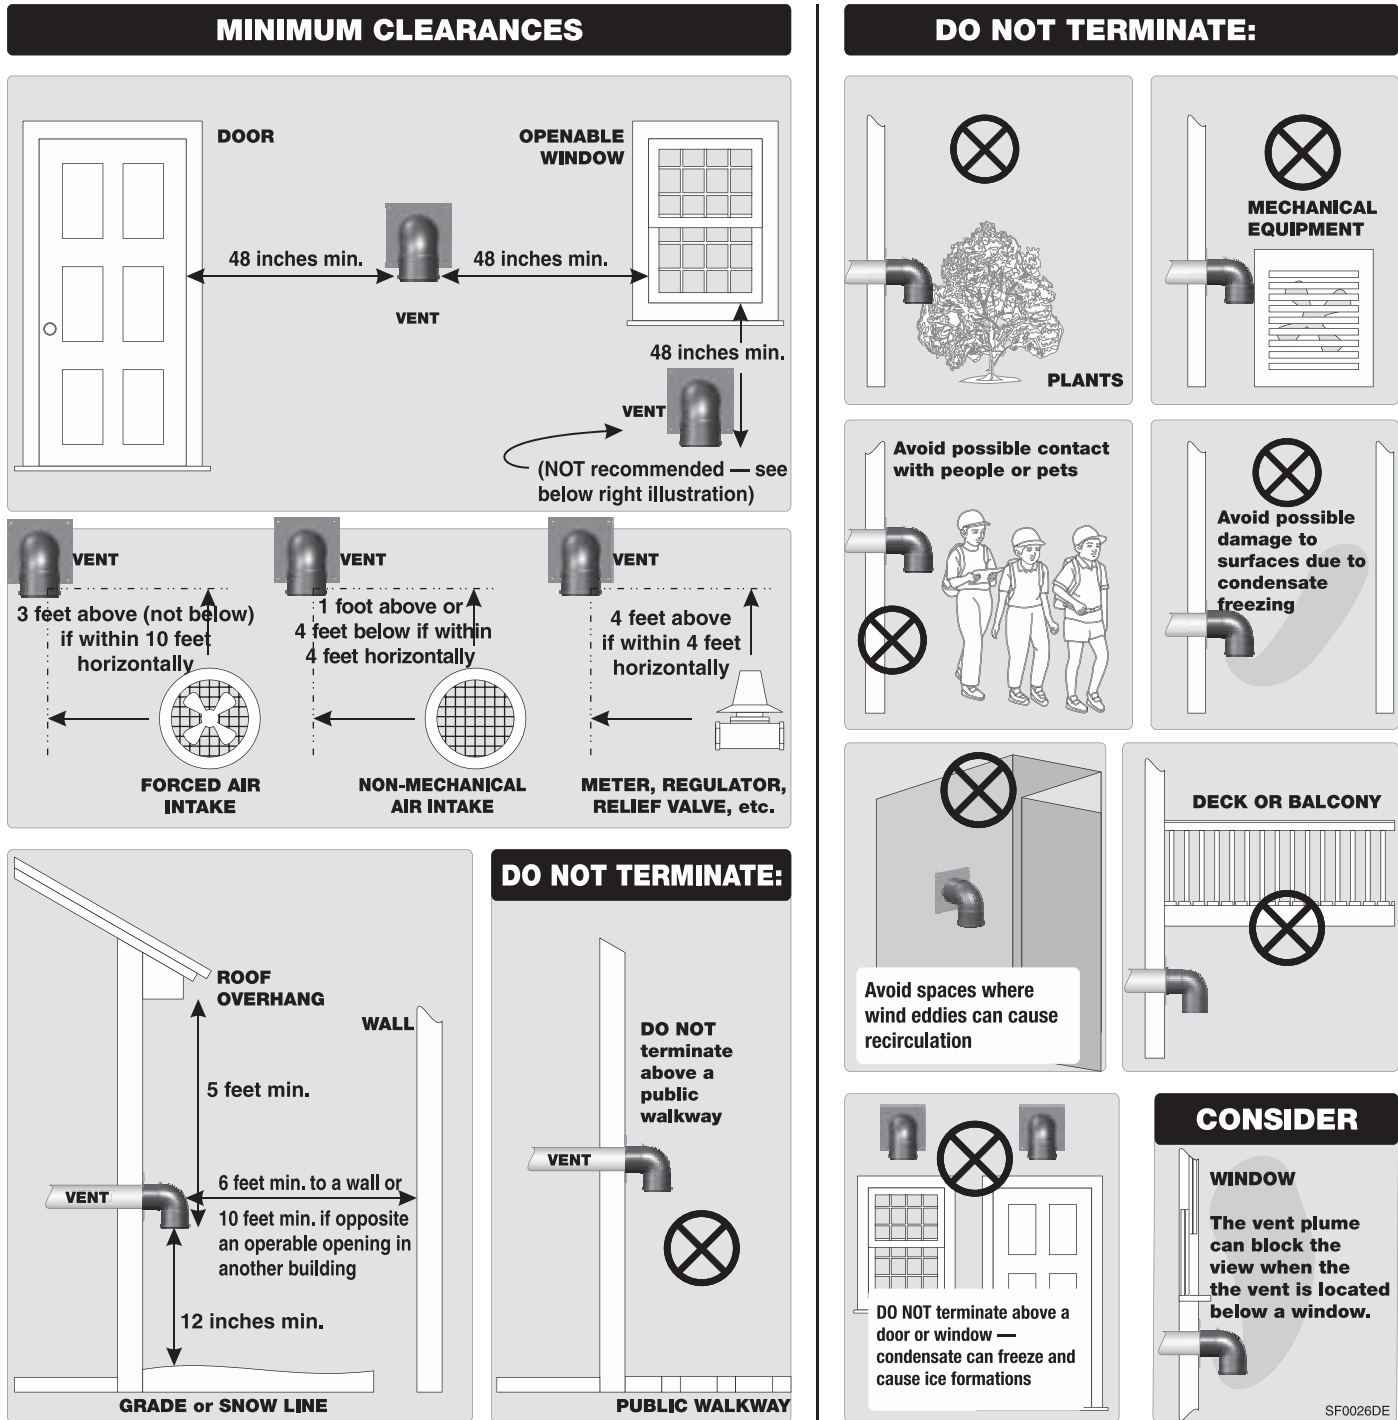 MINIMUM CLEARANCES
DOOR
OPENABLE
WINDOW
48 inches min.
48 inches min.
VENT
48 inches min.
VENT
(NOT recommended — see
below right illustration)
VENT
3 feet above (not below)
if within 10 feet
horizontally
FORCED AIR
INTAKE
VENT
1 foot above or
4 feet below if within
4 feet horizontally
NON-MECHANICAL
AIR INTAKE
VENT
4 feet above
if within 4 feet
horizontally
METER, REGULATOR,
RELIEF VALVE, etc.
ROOF
OVERHANG
WALL
5 feet min.
VENT
6 feet min. to a wall or
10 feet min. if opposite
an operable opening in
another building
12 inches min.
GRADE or SNOW LINE
DO NOT TERMINATE:
DO NOT
terminate
above a
public
walkway
VENT
PUBLIC WALKWAY
DO NOT TERMINATE:
PLANTS
MECHANICAL
EQUIPMENT
Avoid possible contact
with people or pets
Avoid possible
damage to
surfaces due to
condensate
freezing
Avoid spaces where
wind eddies can cause
recirculation
DECK OR BALCONY
DO NOT terminate above a
door or window —
condensate can freeze and
cause ice formations
CONSIDER
WINDOW
The vent plume
can block the
view when the
the vent is located
below a window.
SF0026DE